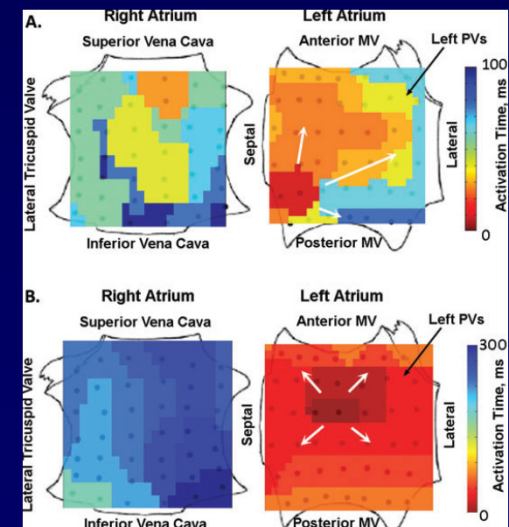 A.
Right Atrium
Left Atrium
Superior Vena Cava
Anterior MV
Left PVs
Lateral Tricuspid Valve
Septal
Lateral
100
Activation Time, ms
0
Inferior Vena Cava
Posterior MV
B.
Right Atrium
Left Atrium
Superior Vena Cava
Anterior MV
Left PVs
Lateral Tricuspid Valve
Septal
Lateral
300
Activation Time, ms
0
Inferior Vena Cava
Posterior MV